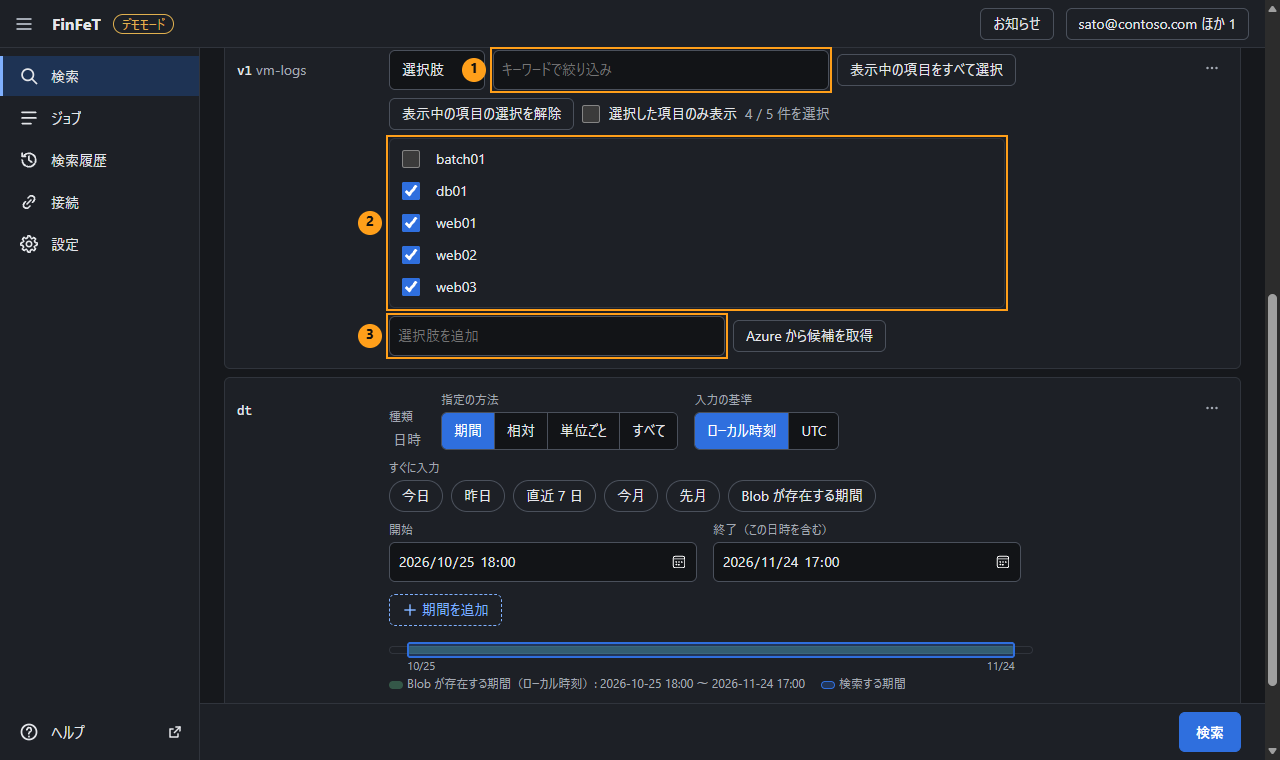 FinFeT デモモード お知らせ sato@contoso.com ほか 1
検索
ジョブ
検索履歴
接続
設定
ヘルプ
v1 vm-logs 選択肢 1 キーワードで絞り込み 表示中の項目をすべて選択 ...
表示中の項目の選択を解除 選択した項目のみ表示 4 / 5 件を選択
batch01
db01
2 web01
web02
web03
3 選択肢を追加 Azure から候補を取得
dt ...
種類 指定の方法 入力の基準
日時 期間 相対 単位ごと すべて ローカル時刻 UTC
すぐに入力
今日 昨日 直近 7 日 今月 先月 Blob が存在する期間
開始 終了（この日時を含む）
2026/10/25 18:00 2026/11/24 17:00
＋ 期間を追加
10/25 11/24
Blob が存在する期間（ローカル時刻）: 2026-10-25 18:00 ～ 2026-11-24 17:00 検索する期間
検索